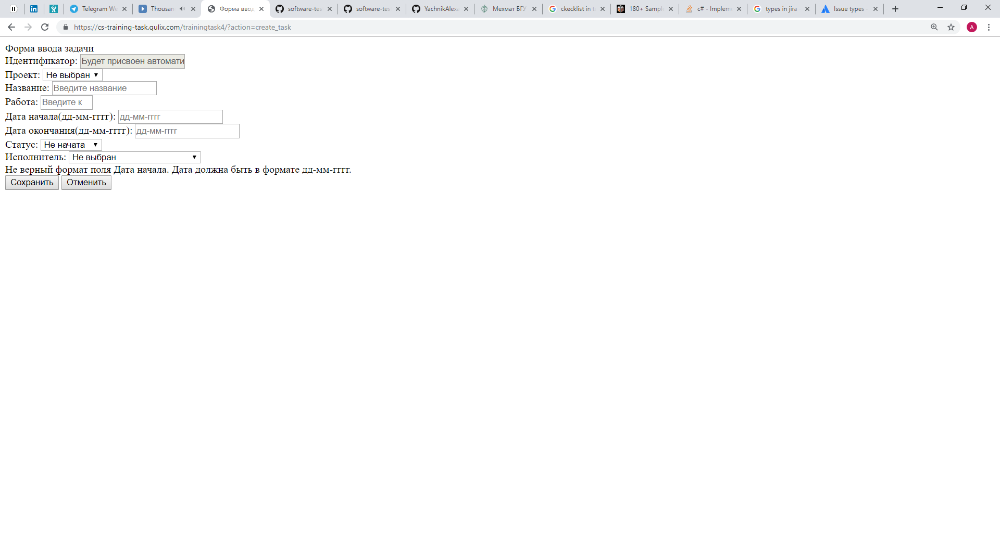 Telegram We
Thousan
Форма ввод
software-tes
software-tes
YachnikAlexa
Мехмат БГУ
ckecklist in t
180+ Sampl
c# - Implem
types in jira
Issue types -
https://cs-training-task.qulix.com/trainingtask4/?action=create_task
A
Форма ввода задачи
Идентификатор: Будет присвоен автомати
Проект: Не выбран
Название: Введите название
Работа: Введите к
Дата начала(дд-мм-гггг): дд-мм-гггг
Дата окончания(дд-мм-гггг): дд-мм-гггг
Статус: Не начата
Исполнитель: Не выбран
Не верный формат поля Дата начала. Дата должна быть в формате дд-мм-гггг.
Сохранить Отменить